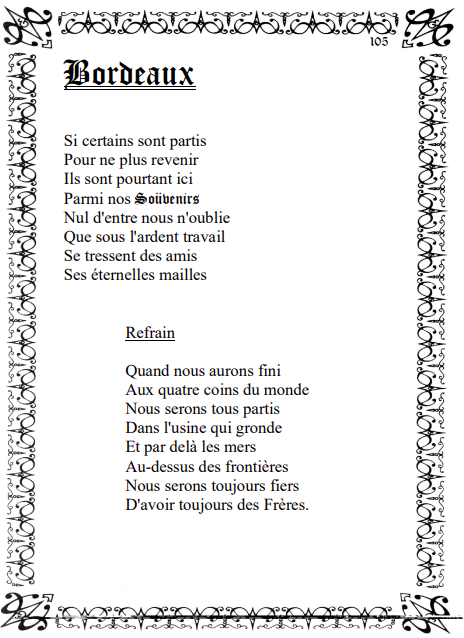 105
Bordeaux
Si certains sont partis
Pour ne plus revenir
Ils sont pourtant ici
Parmi nos Soüvenirs
Nul d'entre nous n'oublie
Que sous l'ardent travail
Se tressent des amis
Ses éternelles mailles
Refrain
Quand nous aurons fini
Aux quatre coins du monde
Nous serons tous partis
Dans l'usine qui gronde
Et par delà les mers
Au-dessus des frontières
Nous serons toujours fiers
D'avoir toujours des Frères.